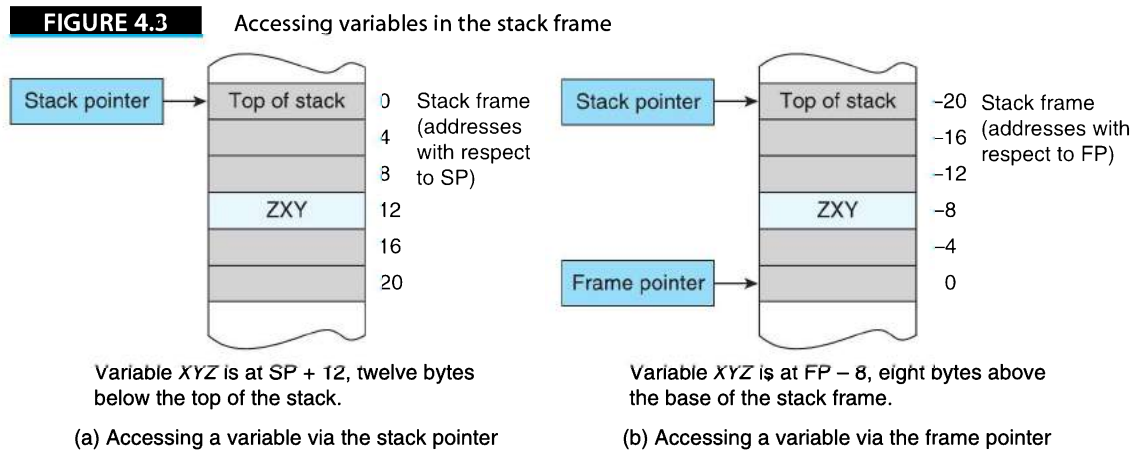 FIGURE 4.3 Accessing variables in the stack frame
Stack pointer
Top of stack
0
4
8
ZXY
12
16
20
Stack frame
(addresses
with respect
to SP)
Variable XYZ is at SP + 12, twelve bytes
below the top of the stack.
(a) Accessing a variable via the stack pointer
Stack pointer
Top of stack
–20
–16
–12
ZXY
–8
–4
Frame pointer
0
Stack frame
(addresses with
respect to FP)
Variable XYZ is at FP – 8, eight bytes above
the base of the stack frame.
(b) Accessing a variable via the frame pointer